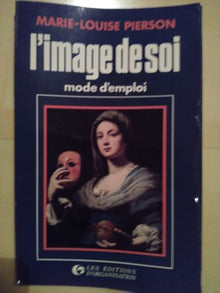 MARIE-LOUISE PIERSON
l'image de soi
mode d'emploi
LES EDITIONS
D'ORGANISATION